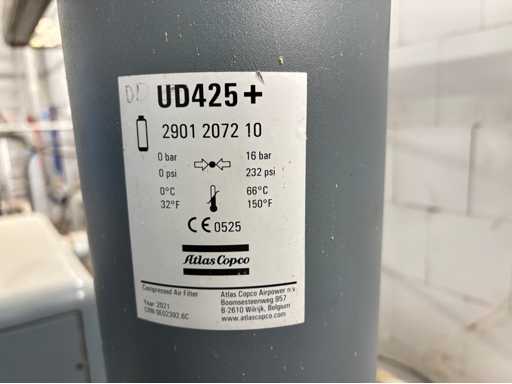 UD425+
2901 2072 10
0 bar 16 bar
0 psi 232 psi
0°C 66°C
32°F 150°F
CE 0525
Atlas Copco
Compressed Air Filter
Year 2021
Atlas Copco Airpower n.v.
Boomsesteenweg 957
B-2610 Wilrijk, Belgium
www.atlascopco.com